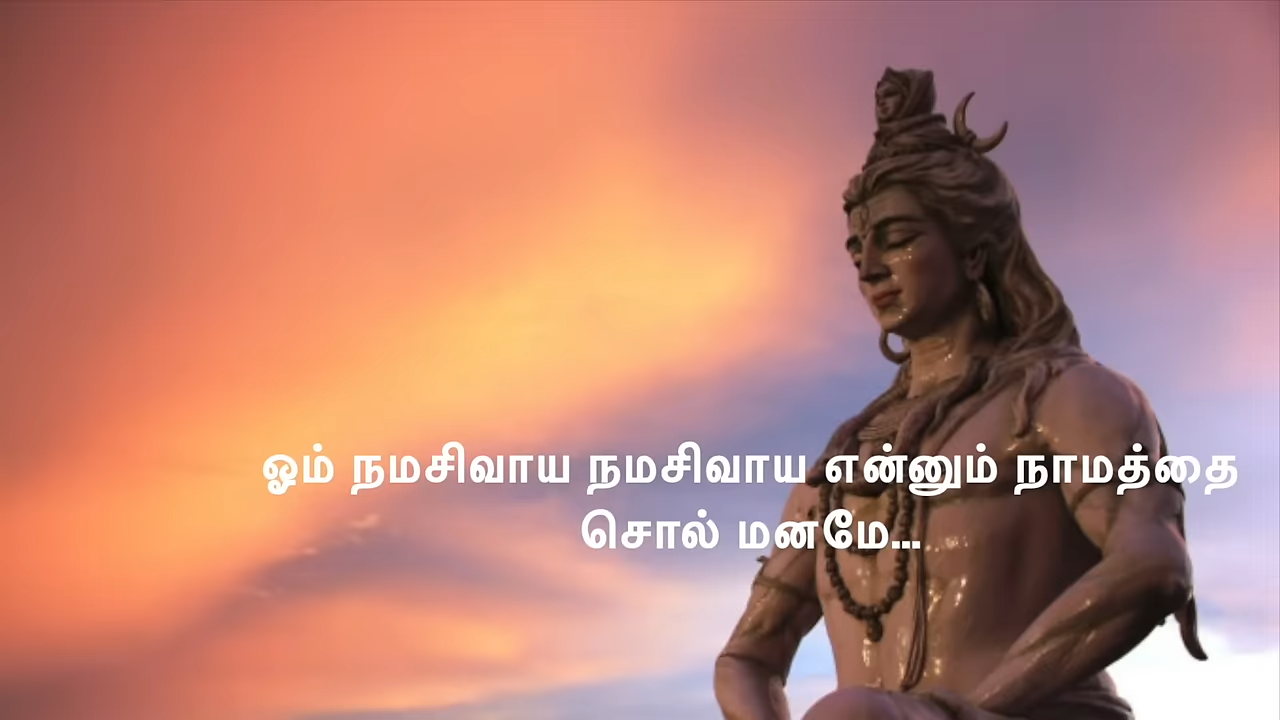 ஓம் நமசிவாய நமசிவாய என்னும் நாமத்தை
சொல் மனமே...